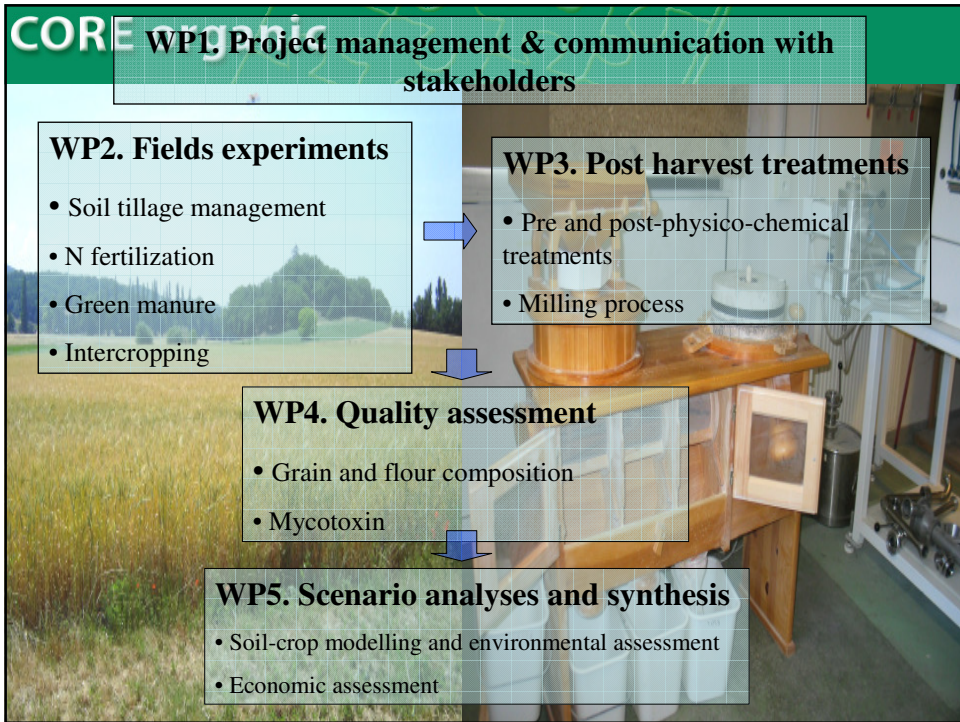 CORE organic
WP1. Project management & communication with
stakeholders
WP2. Fields experiments
• Soil tillage management
• N fertilization
• Green manure
• Intercropping
WP3. Post harvest treatments
• Pre and post-physico-chemical
treatments
• Milling process
WP4. Quality assessment
• Grain and flour composition
• Mycotoxin
WP5. Scenario analyses and synthesis
• Soil-crop modelling and environmental assessment
• Economic assessment